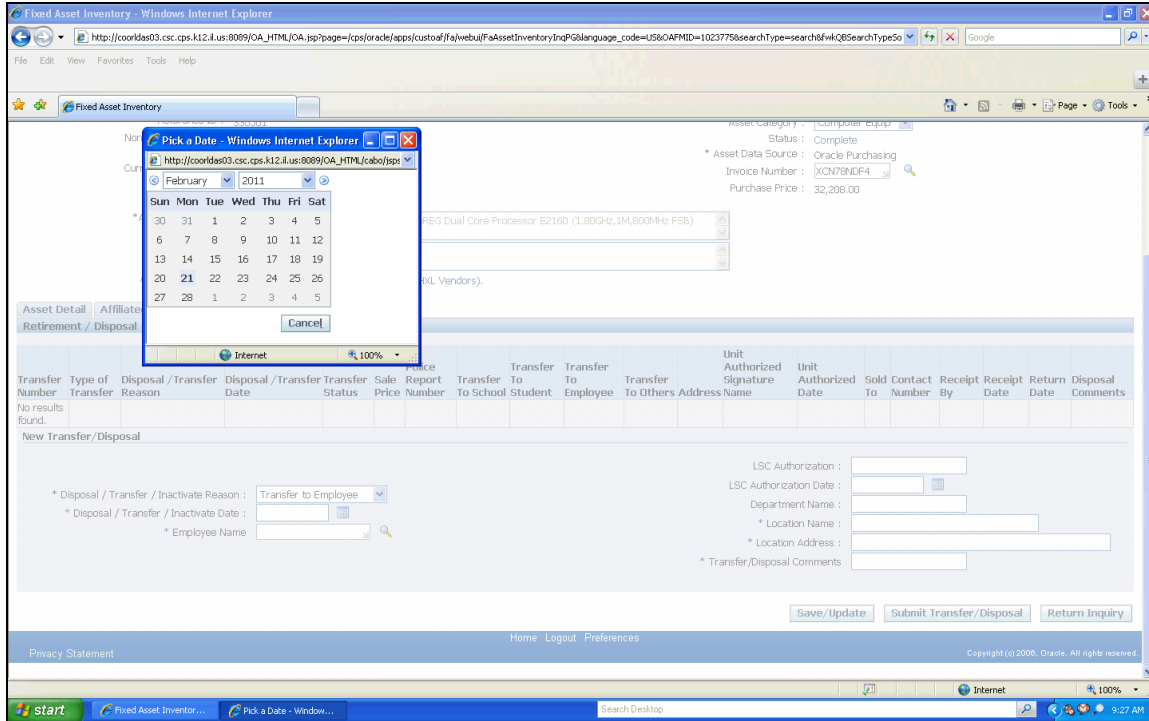 Fixed Asset Inventory - Windows Internet Explorer
http://coorldas03.csc.cps.k12.il.us:8089/OA_HTML/OA.jsp?page=/cps/oracle/apps/custoaf/fa/webui/FaAssetInventoryInqPG&language_code=US&OAFMID=1023775&searchType=search&fwkQBSearchTypeSo
Google
File Edit View Favorites Tools Help
Fixed Asset Inventory
Page Tools
Asset Category : Computer Equip
Status : Complete
* Asset Data Source : Oracle Purchasing
Invoice Number : XCN78NDF4
Purchase Price : 32,208.00
Non
Cur
REG Dual Core Processor E2160 (1.80GHz,1M,800MHz FSB)
HXL Vendors).
Pick a Date - Windows Internet Explorer
http://coorldas03.csc.cps.k12.il.us:8089/OA_HTML/cabo/jsps
February 2011
Sun Mon Tue Wed Thu Fri Sat
30 31 1 2 3 4 5
6 7 8 9 10 11 12
13 14 15 16 17 18 19
20 21 22 23 24 25 26
27 28 1 2 3 4 5
Cancel
Internet 100%
Asset Detail Affiliate
Retirement / Disposal
Transfer Number Type of Transfer Disposal /Transfer Reason Disposal /Transfer Date Transfer Status Sale Price Police Report Number Transfer To School Transfer To Student Transfer To Employee Transfer To Others Address Unit Authorized Signature Name Unit Authorized Date Sold To Contact Number Receipt By Receipt Date Return Date Disposal Comments
No results found.
New Transfer/Disposal
LSC Authorization :
* Disposal / Transfer / Inactivate Reason : Transfer to Employee
LSC Authorization Date :
* Disposal / Transfer / Inactivate Date :
Department Name :
* Employee Name
* Location Name :
* Location Address :
* Transfer/Disposal Comments
Save/Update Submit Transfer/Disposal Return Inquiry
Home Logout Preferences
Privacy Statement
Copyright (c) 2006, Oracle. All rights reserved.
Internet 100%
start Fixed Asset Inventor... Pick a Date - Window... Search Desktop 9:27 AM